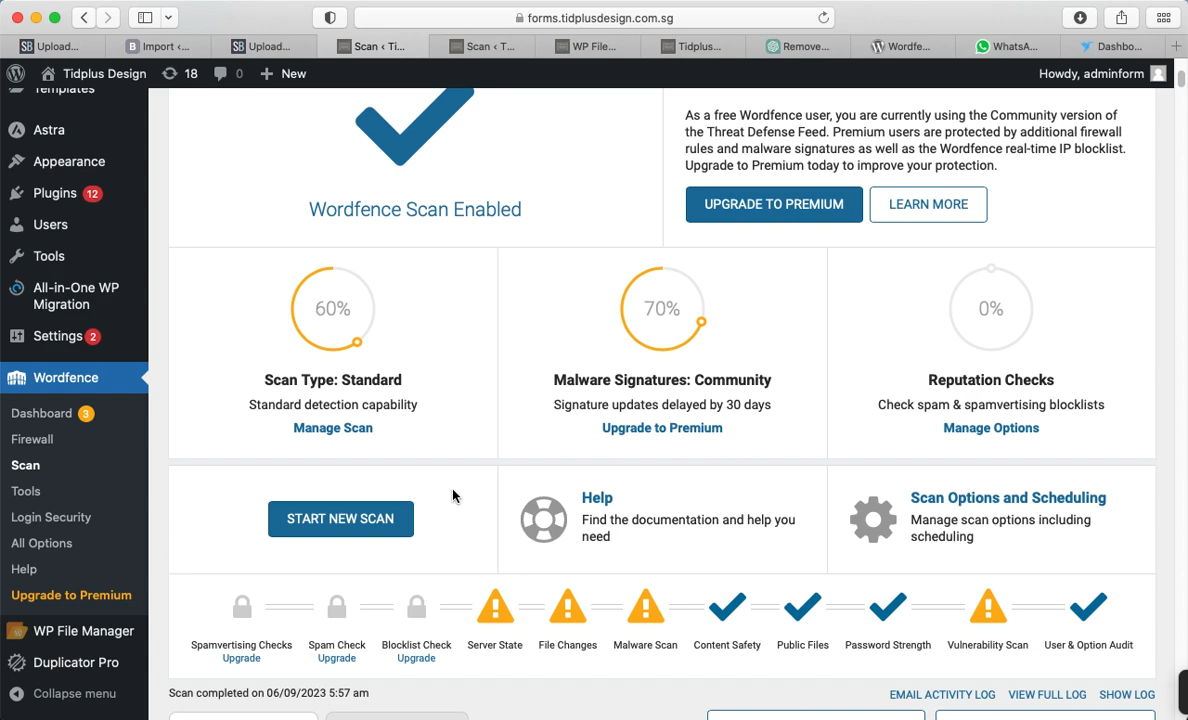 forms.tidplusdesign.com.sg
SB Upload...
B Import <...
SB Upload...
Scan < Ti...
Scan < T...
WP File...
Tidplus...
Remove...
Wordfe...
WhatsA...
Dashbo...
Tidplus Design 18 0 New
Howdy, adminform
Templates
Astra
Appearance
Plugins 12
Users
Tools
All-in-One WP
Migration
Settings 2
Wordfence
Dashboard 3
Firewall
Scan
Tools
Login Security
All Options
Help
Upgrade to Premium
WP File Manager
Duplicator Pro
Collapse menu
Wordfence Scan Enabled
As a free Wordfence user, you are currently using the Community version of
the Threat Defense Feed. Premium users are protected by additional firewall
rules and malware signatures as well as the Wordfence real-time IP blocklist.
Upgrade to Premium today to improve your protection.
UPGRADE TO PREMIUM
LEARN MORE
60%
Scan Type: Standard
Standard detection capability
Manage Scan
70%
Malware Signatures: Community
Signature updates delayed by 30 days
Upgrade to Premium
0%
Reputation Checks
Check spam & spamvertising blocklists
Manage Options
START NEW SCAN
Help
Find the documentation and help you
need
Scan Options and Scheduling
Manage scan options including
scheduling
Spamvertising Checks
Upgrade
Spam Check
Upgrade
Blocklist Check
Upgrade
Server State
File Changes
Malware Scan
Content Safety
Public Files
Password Strength
Vulnerability Scan
User & Option Audit
Scan completed on 06/09/2023 5:57 am
EMAIL ACTIVITY LOG
VIEW FULL LOG
SHOW LOG